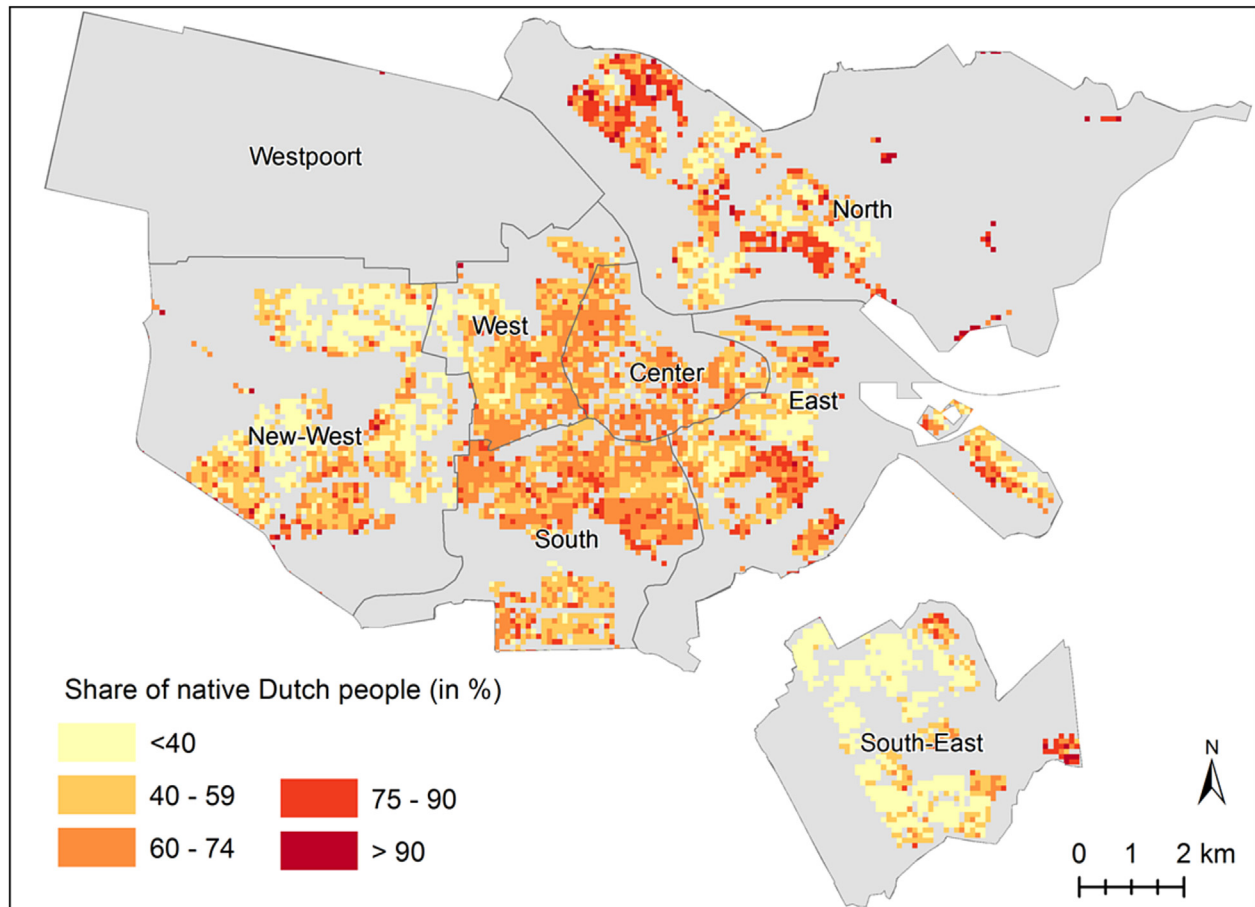 Westpoort
North
West
Center
East
New-West
South
Share of native Dutch people (in %)
<40
40 - 59
60 - 74
75 - 90
> 90
South-East
N
0 1 2 km